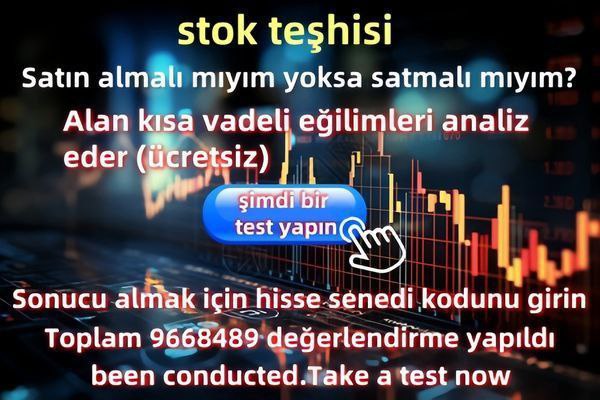 stok teşhisi
Satın almalı mıyım yoksa satmalı mıyım?
Alan kısa vadeli eğilimleri analiz
eder (ücretsiz)
şimdi bir
test yapın
Sonucu almak için hisse senedi kodunu girin
Toplam 9668489 değerlendirme yapıldı
been conducted.Take a test now